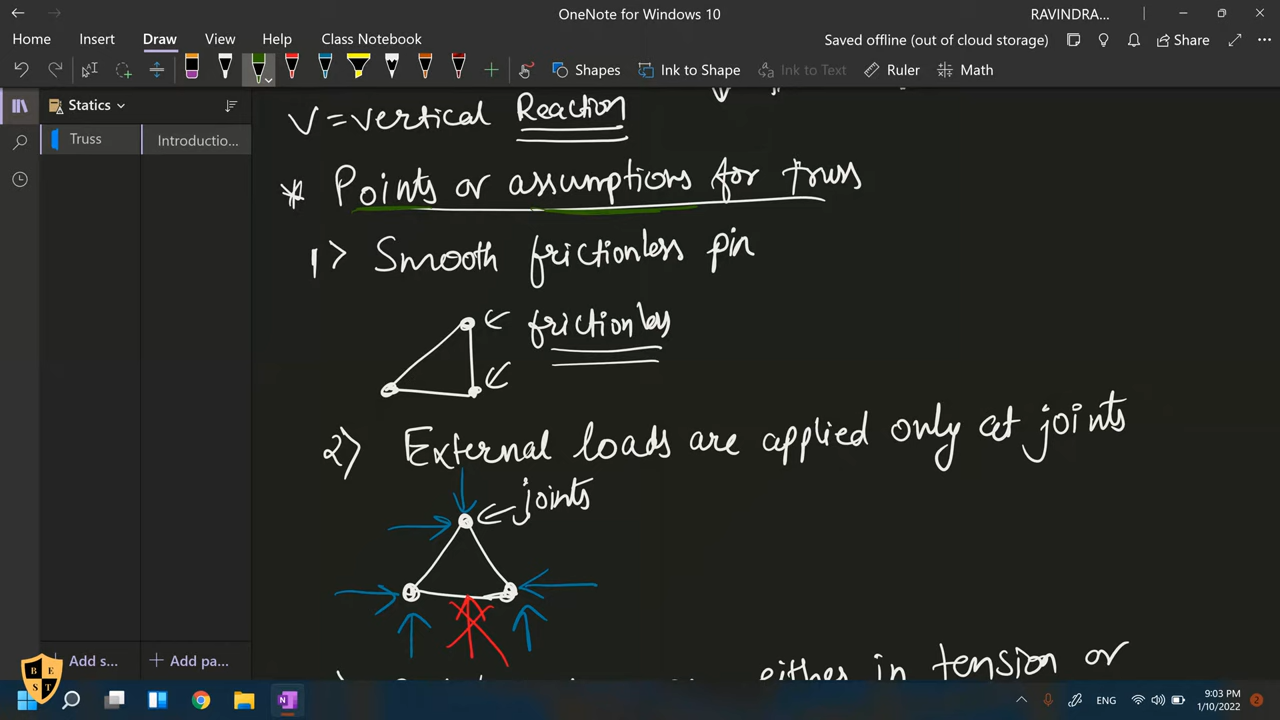 OneNote for Windows 10
RAVINDRA...
Home Insert Draw View Help Class Notebook
Saved offline (out of cloud storage) Share
Shapes Ink to Shape Ink to Text Ruler Math
Statics
Truss
Introductio...
V = vertical Reaction
* Points or assumptions for truss
1> Smooth frictionless pin
frictionless
2) External loads are applied only at joints
joints
either in tension or
+ Add s... + Add pa...
BEST
ENG
9:03 PM
1/10/2022
2